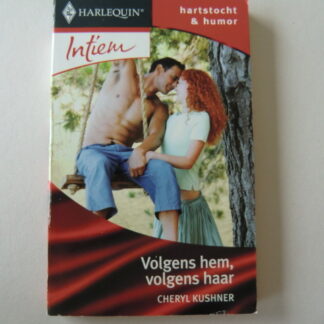 HARLEQUIN®
hartstocht
& humor
Intiem
Volgens hem,
volgens haar
CHERYL KUSHNER